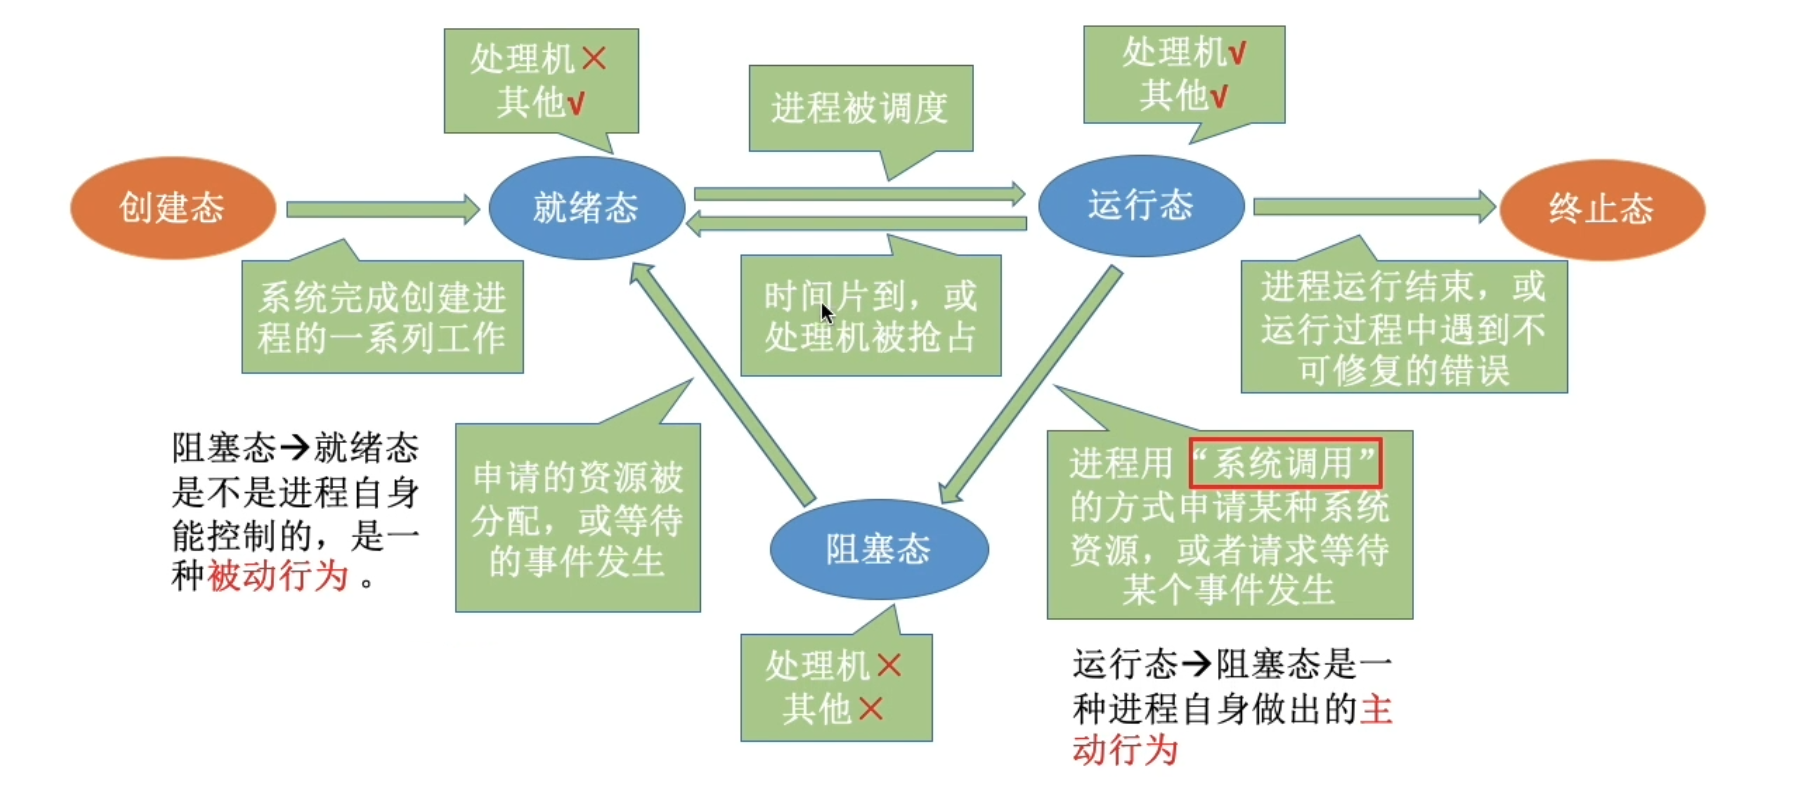 处理机×
其他√
进程被调度
处理机√
其他√
创建态
就绪态
运行态
终止态
系统完成创建进
程的一系列工作
时间片到，或
处理机被抢占
进程运行结束，或
运行过程中遇到不
可修复的错误
阻塞态→就绪态
是不是进程自身
能控制的，是一
种被动行为。
申请的资源被
分配，或等待
的事件发生
进程用“系统调用”
的方式申请某种系统
资源，或者请求等待
某个事件发生
阻塞态
处理机×
其他×
运行态→阻塞态是一
种进程自身做出的主
动行为